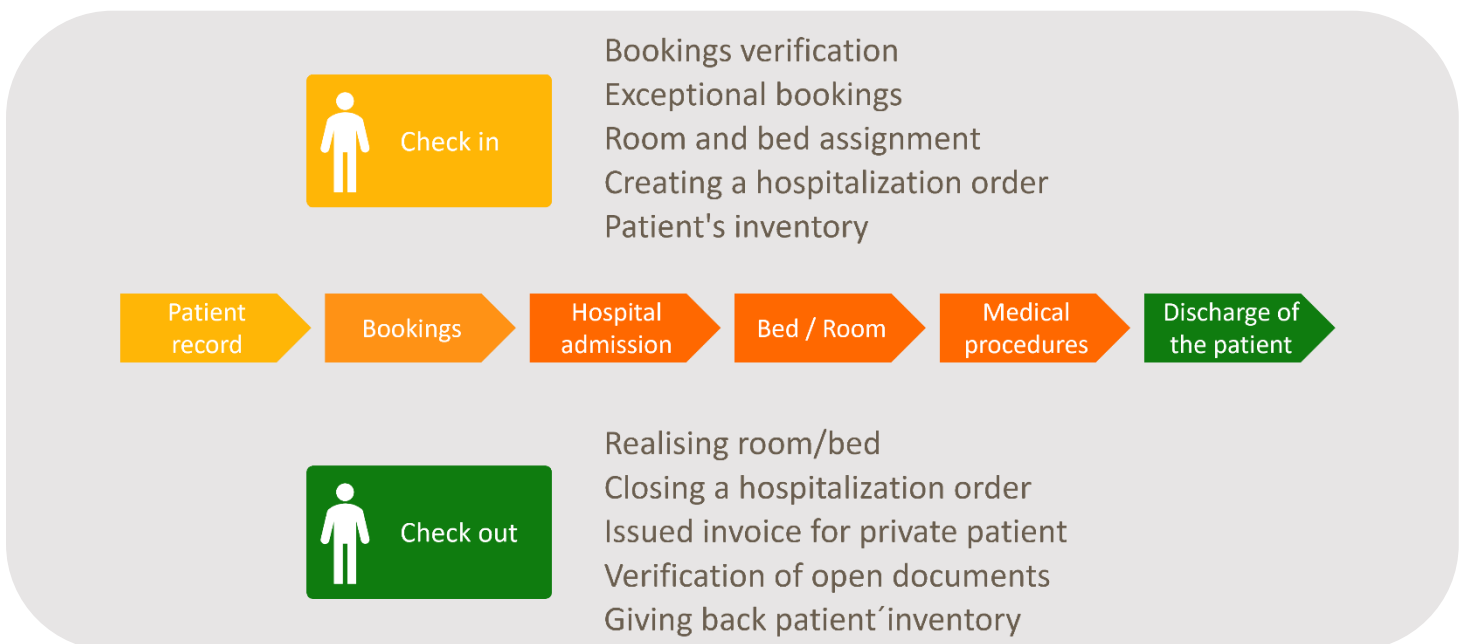 Bookings verification
Exceptional bookings
Check in
Room and bed assignment
Creating a hospitalization order
Patient's inventory
Patient
record
Bookings
Hospital
admission
Bed / Room
Medical
procedures
Discharge of
the patient
Realising room/bed
Closing a hospitalization order
Check out
Issued invoice for private patient
Verification of open documents
Giving back patient´inventory